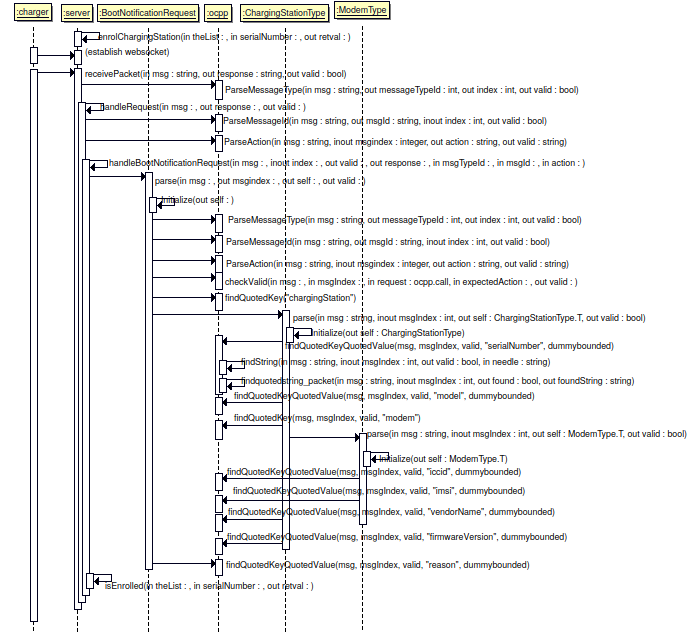 :charger :server :BootNotificationRequest :ocpp :ChargingStationType :ModemType
enrolChargingStation(in theList : , in serialNumber : , out retval : )
(establish websocket)
receivePacket(in msg : string, out response : string, out valid : bool)
ParseMessageType(in msg : string, out messageTypeId : int, out index : int, out valid : bool)
handleRequest(in msg : , out response : , out valid : )
ParseMessageId(in msg : string, out msgId : string, inout index : int, out valid : bool)
ParseAction(in msg : string, inout msgindex : integer, out action : string, out valid : string)
handleBootNotificationRequest(in msg : , inout index : , out valid : , out response : , in msgTypeId : , in msgId : , in action : )
parse(in msg : , out msgindex : , out self : , out valid : )
Initialize(out self : )
ParseMessageType(in msg : string, out messageTypeId : int, out index : int, out valid : bool)
ParseMessageId(in msg : string, out msgId : string, inout index : int, out valid : bool)
ParseAction(in msg : string, inout msgindex : integer, out action : string, out valid : string)
checkValid(in msg : , in msgIndex : , in request : ocpp.call, in expectedAction : , out valid : )
findQuotedKey("chargingStation")
parse(in msg : string, inout msgIndex : int, out self : ChargingStationType.T, out valid : bool)
Initialize(out self : ChargingStationType)
findQuotedKeyQuotedValue(msg, msgIndex, valid, "serialNumber", dummybounded)
findString(in msg : string, inout msgIndex : int, out valid : bool, in needle : string)
findquotedstring_packet(in msg : string, inout msgIndex : int, out found : bool, out foundString : string)
findQuotedKeyQuotedValue(msg, msgIndex, valid, "model", dummybounded)
findQuotedKey(msg, msgIndex, valid, "modem")
parse(in msg : string, inout msgIndex : int, out self : ModemType.T, out valid : bool)
Initialize(out self : ModemType.T)
findQuotedKeyQuotedValue(msg, msgIndex, valid, "iccid", dummybounded)
findQuotedKeyQuotedValue(msg, msgIndex, valid, "imsi", dummybounded)
findQuotedKeyQuotedValue(msg, msgIndex, valid, "vendorName", dummybounded)
findQuotedKeyQuotedValue(msg, msgIndex, valid, "firmwareVersion", dummybounded)
findQuotedKeyQuotedValue(msg, msgIndex, valid, "reason", dummybounded)
isEnrolled(in theList : , in serialNumber : , out retval : )